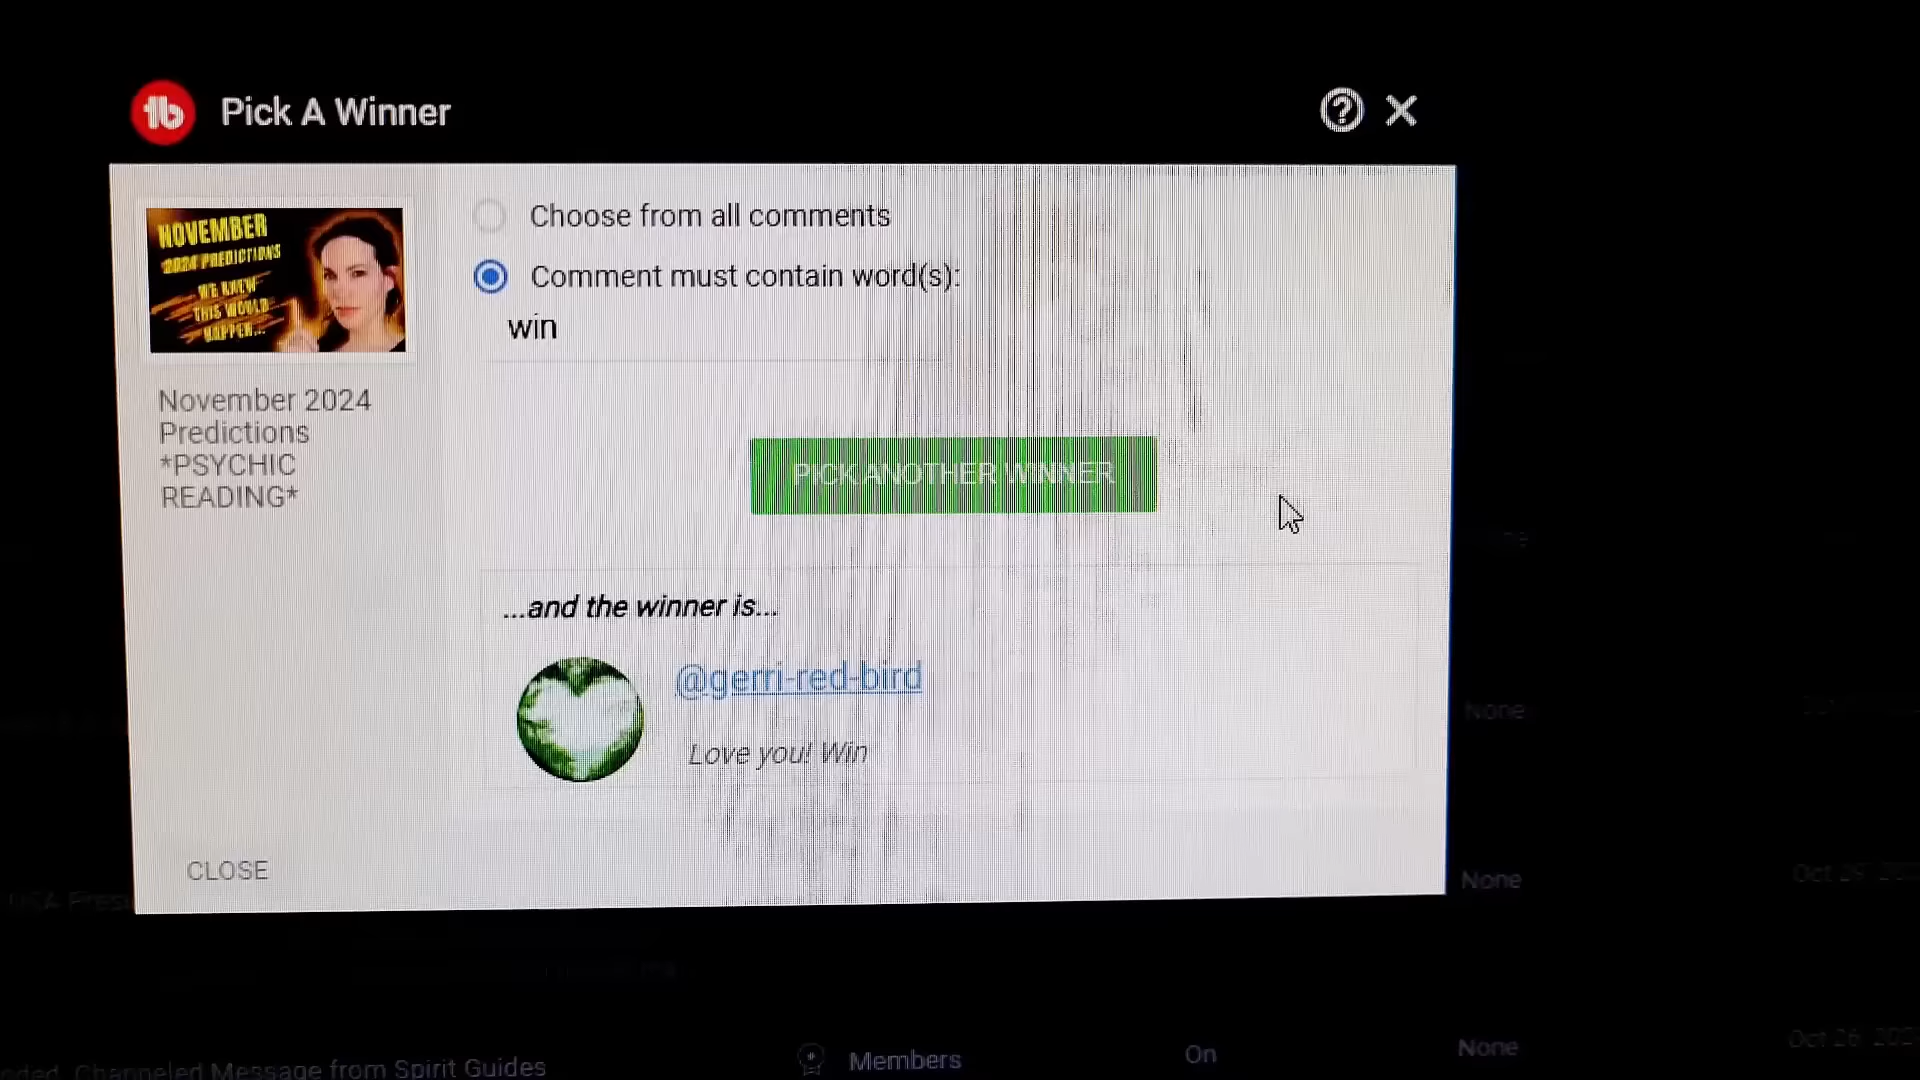 tb Pick A Winner
NOVEMBER
2024 PREDICTIONS
WE KNEW
THIS WOULD
HAPPEN...
November 2024
Predictions
*PSYCHIC
READING*
Choose from all comments
Comment must contain word(s):
win
PICK ANOTHER WINNER
...and the winner is...
@gerri-red-bird
Love you! Win
CLOSE
None
None
Channeled Message from Spirit Guides Members On None